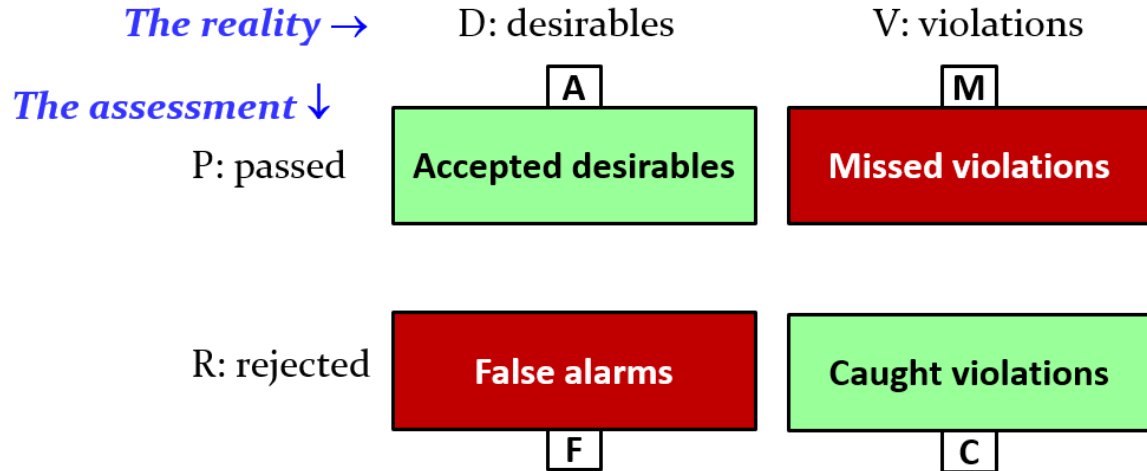 The reality → D: desirables V: violations
A M
The assessment ↓
P: passed Accepted desirables Missed violations
R: rejected False alarms Caught violations
F C